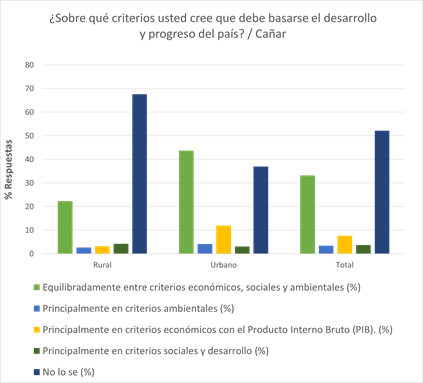 ¿Sobre qué criterios usted cree que debe basarse el desarrollo
y progreso del país? / Cañar
% Respuestas
80
70
60
50
40
30
20
10
0
Rural
Urbano
Total
Equilibradamente entre criterios económicos, sociales y ambientales (%)
Principalmente en criterios ambientales (%)
Principalmente en criterios económicos con el Producto Interno Bruto (PIB). (%)
Principalmente en criterios sociales y desarrollo (%)
No lo se (%)